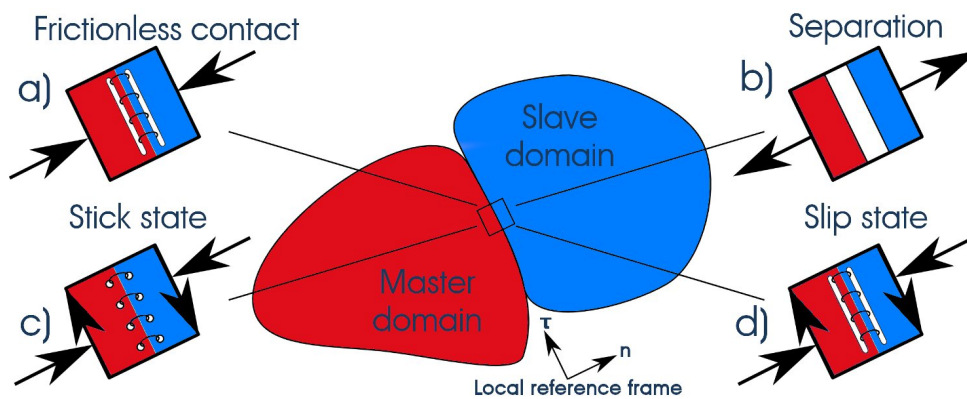 Frictionless contact
a)
Separation
b)
Slave
domain
Stick state
c)
Slip state
d)
Master
domain
τ
n
Local reference frame